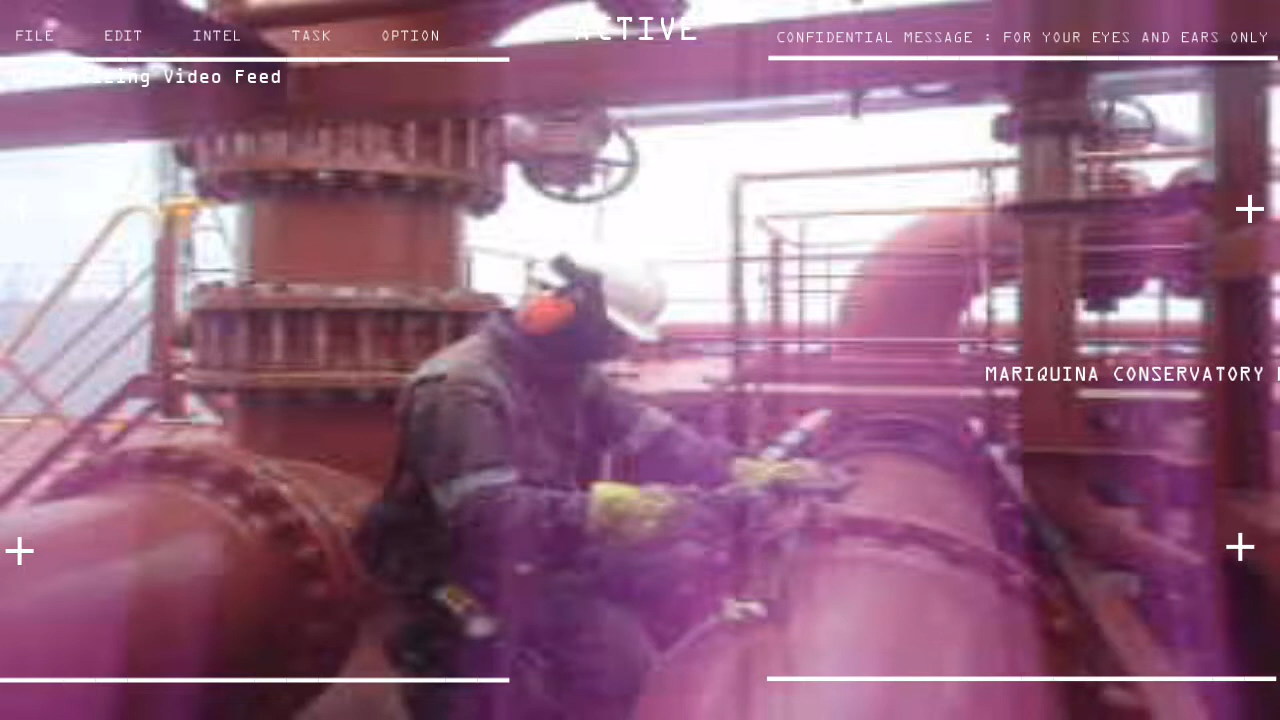 FILE EDIT INTEL TASK OPTION
ACTIVE
CONFIDENTIAL MESSAGE : FOR YOUR EYES AND EARS ONLY
Video Feed
MARIQUINA CONSERVATORY